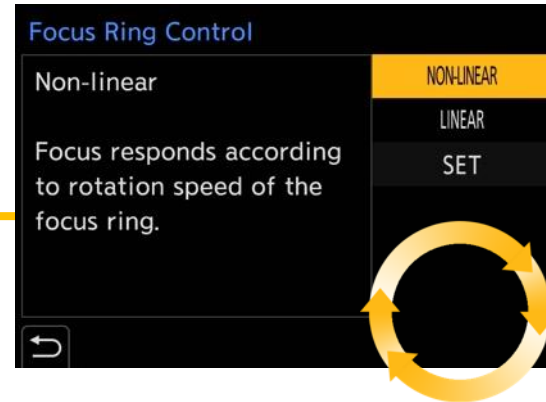 Focus Ring Control
Non-linear
NON-LINEAR
LINEAR
SET
Focus responds according
to rotation speed of the
focus ring.